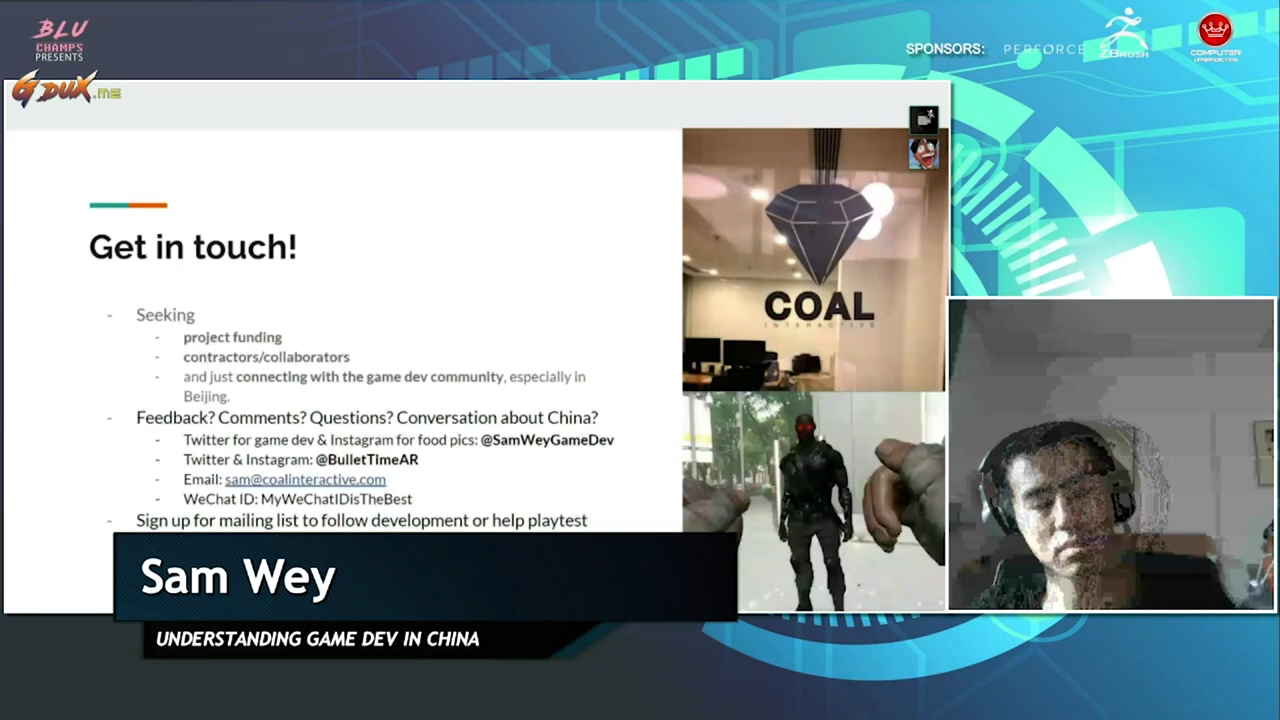 BLU
CHAMPS
PRESENTS
G DUX.ME
SPONSORS:
PERFORCE
ZBRUSH
COMPUTER
Get in touch!
- Seeking
- project funding
- contractors/collaborators
- and just connecting with the game dev community, especially in
Beijing.
- Feedback? Comments? Questions? Conversation about China?
- Twitter for game dev & Instagram for food pics: @SamWeyGameDev
- Twitter & Instagram: @BulletTimeAR
- Email: sam@coalinteractive.com
- WeChat ID: MyWeChatIDisTheBest
- Sign up for mailing list to follow development or help playtest
COAL
INTERACTIVE
Sam Wey
UNDERSTANDING GAME DEV IN CHINA